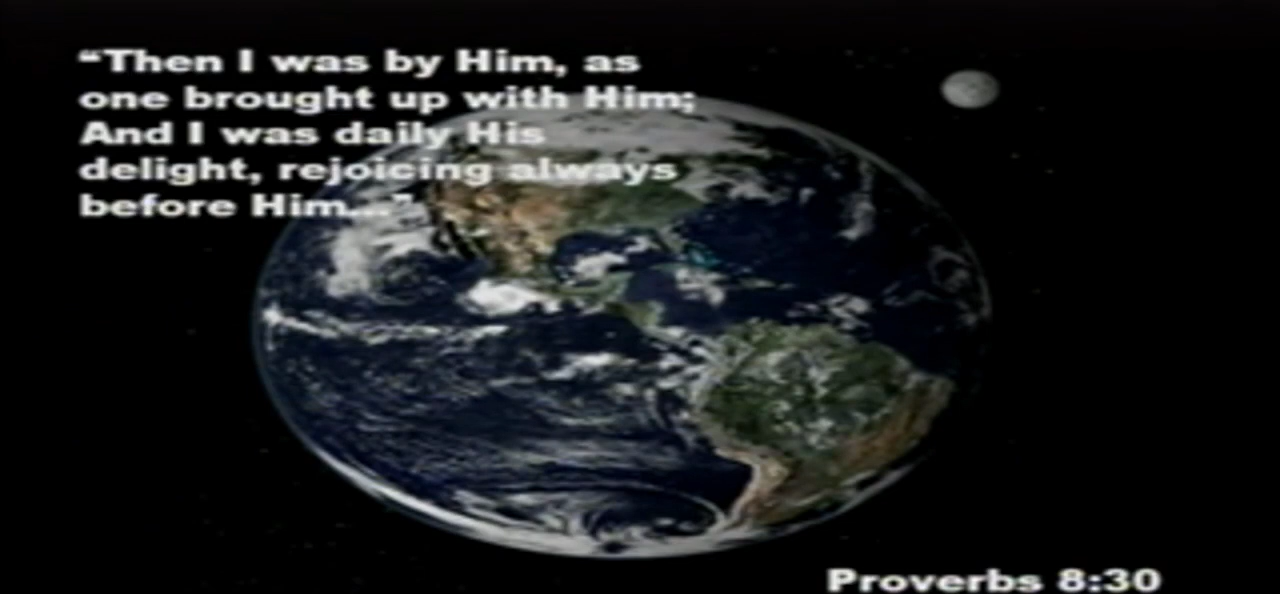 “Then I was by Him, as
one brought up with Him;
And I was daily His
delight, rejoicing always
before Him...”
Proverbs 8:30